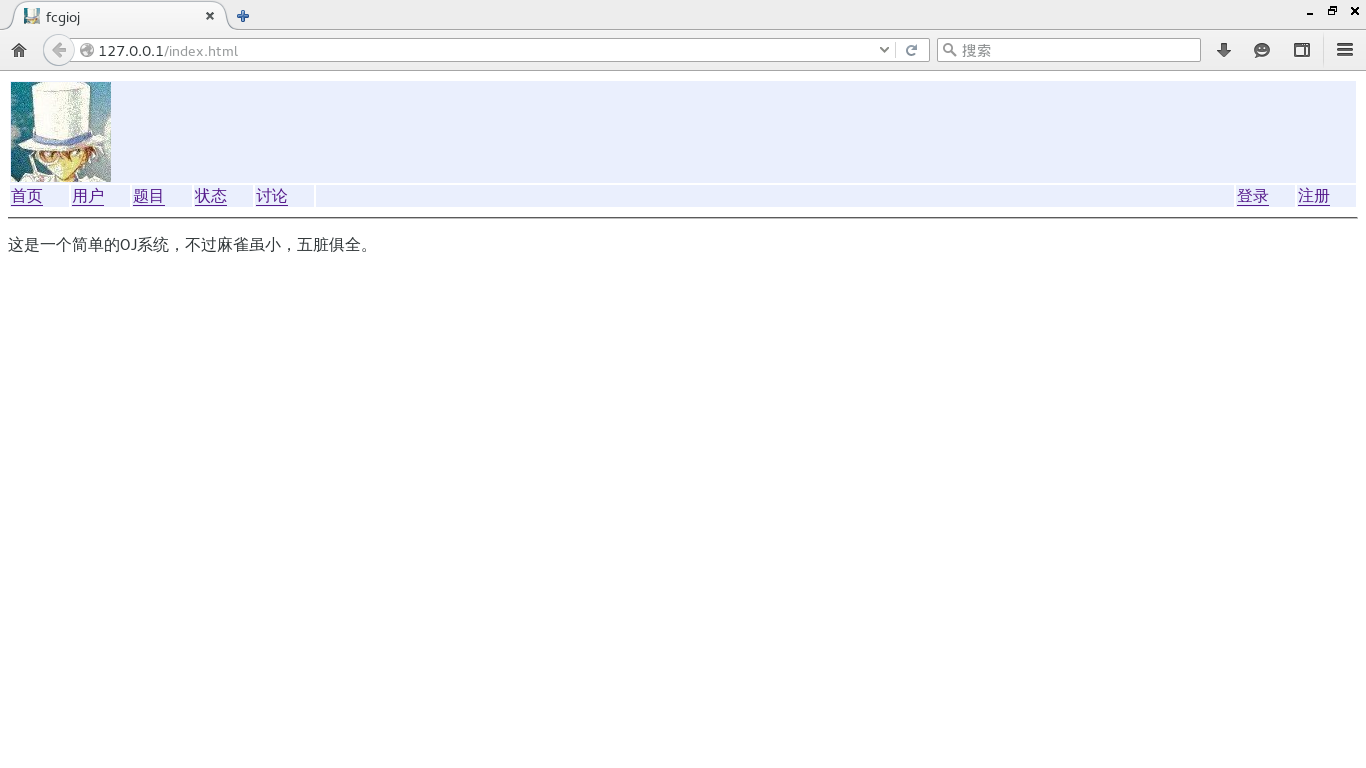 fcgioj
127.0.0.1/index.html
搜索
首页 用户 题目 状态 讨论 登录 注册
这是一个简单的OJ系统，不过麻雀虽小，五脏俱全。